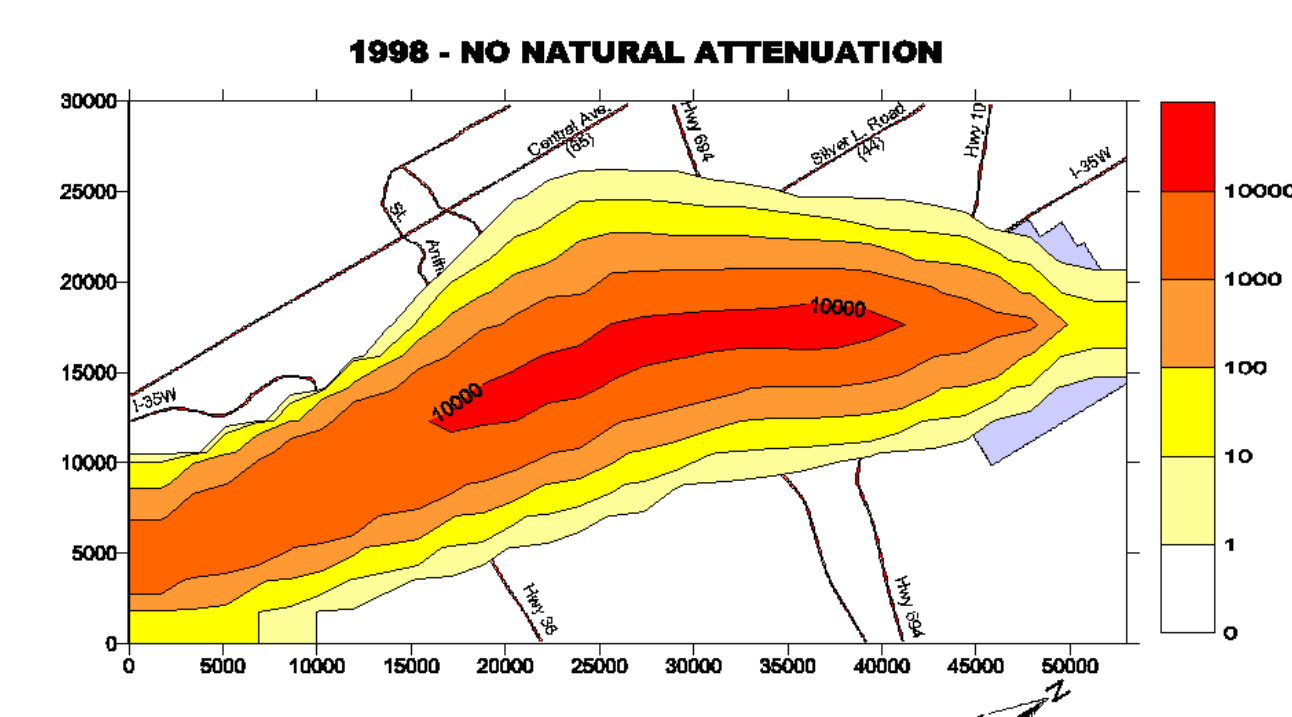 1998 - NO NATURAL ATTENUATION
30000
25000
20000
15000
10000
5000
0
0 5000 10000 15000 20000 25000 30000 35000 40000 45000 50000
Central Ave.
(65)
Hwy 694
Silver L. Road
(44)
Hwy 10
I-35W
St.
Anth
I-35W
10000
10000
Hwy 36
Hwy 694
N
10000
1000
100
10
1
0